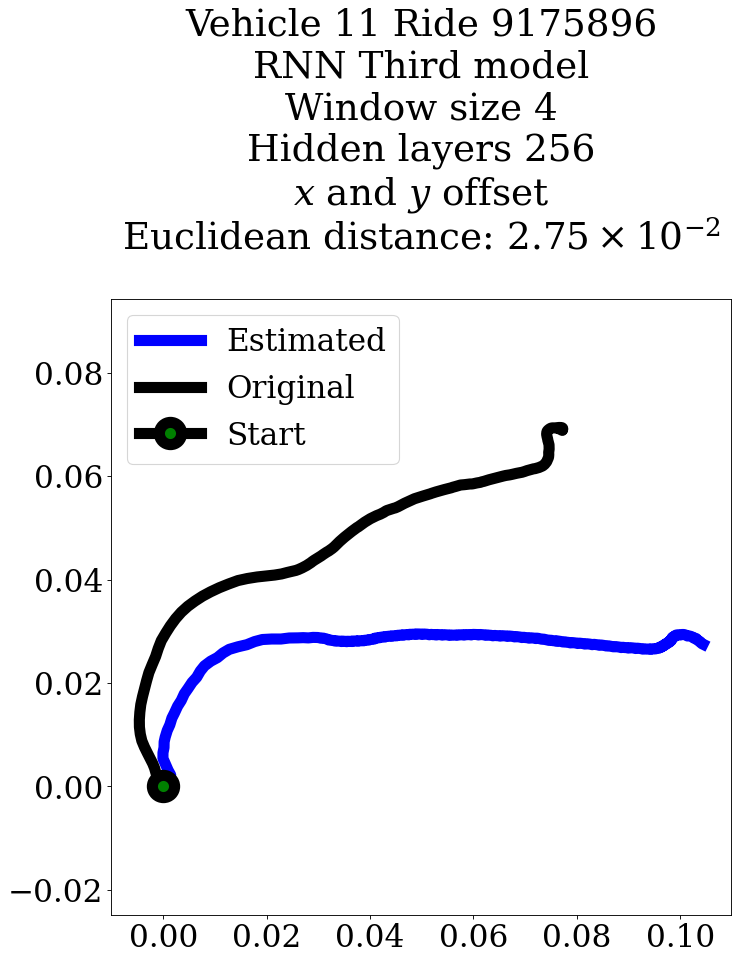 Vehicle 11 Ride 9175896
RNN Third model
Window size 4
Hidden layers 256
x and y offset
Euclidean distance: 2.75 × 10⁻²
Estimated
Original
Start
0.08
0.06
0.04
0.02
0.00
−0.02
0.00 0.02 0.04 0.06 0.08 0.10